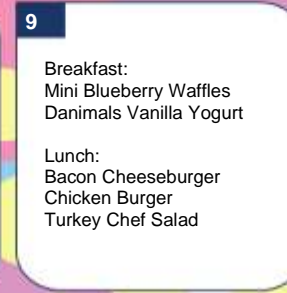 9
Breakfast:
Mini Blueberry Waffles
Danimals Vanilla Yogurt
Lunch:
Bacon Cheeseburger
Chicken Burger
Turkey Chef Salad